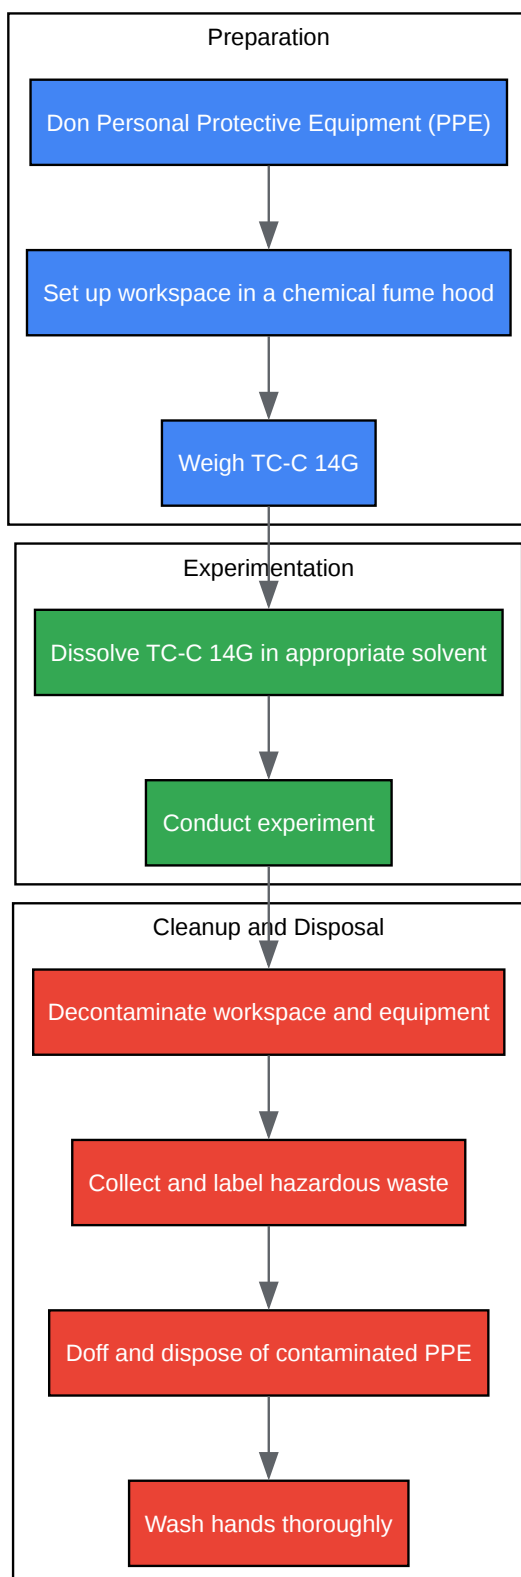 Preparation
Don Personal Protective Equipment (PPE)
Set up workspace in a chemical fume hood
Weigh TC-C 14G
Experimentation
Dissolve TC-C 14G in appropriate solvent
Conduct experiment
Cleanup and Disposal
Decontaminate workspace and equipment
Collect and label hazardous waste
Doff and dispose of contaminated PPE
Wash hands thoroughly